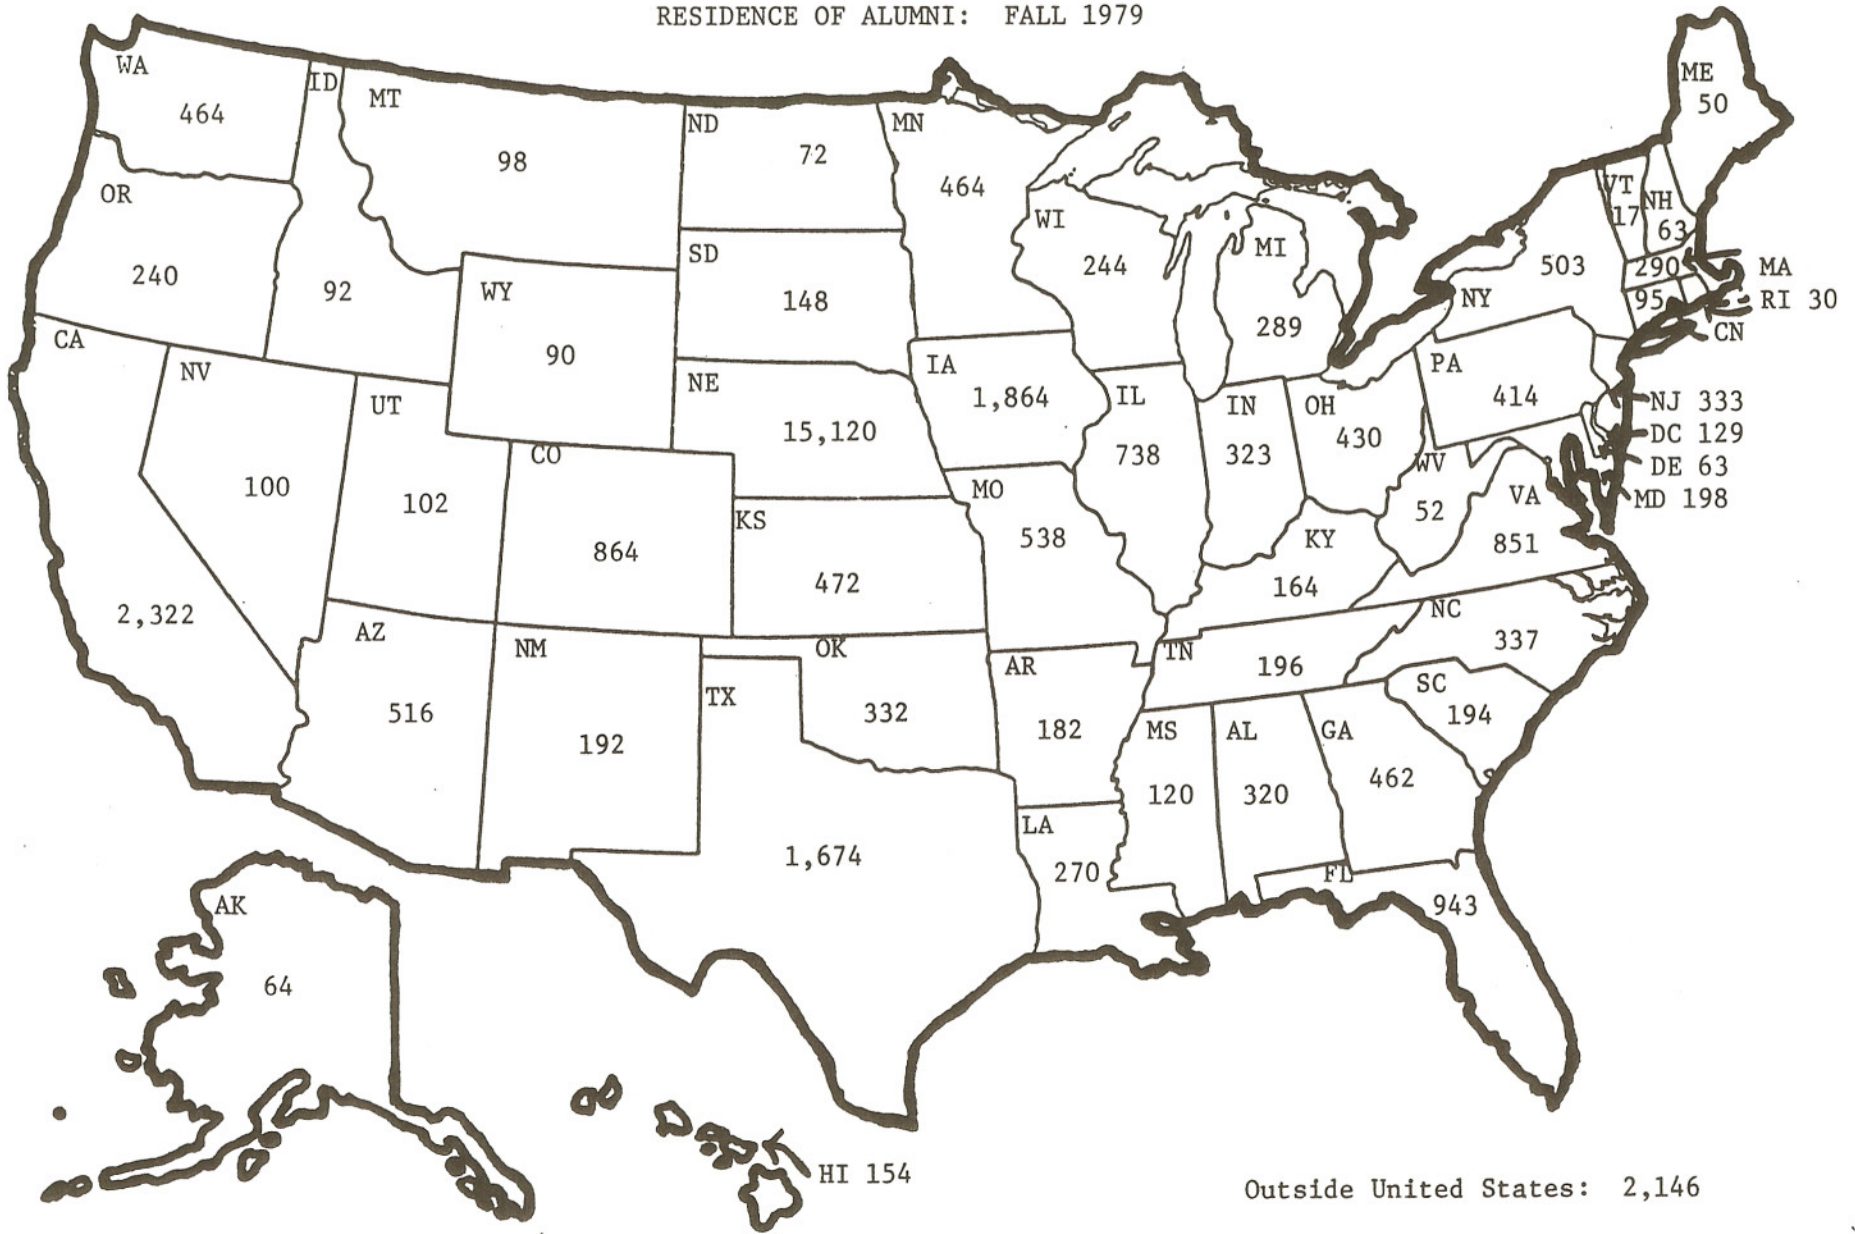 RESIDENCE OF ALUMNI: FALL 1979
WA
464
ID
92
MT
98
ND
72
MN
464
OR
240
WY
90
SD
148
WI
244
MI
289
ME
50
VT
17
NH
63
NY
503
290
MA
95
RI 30
CN
CA
2,322
NV
100
UT
102
CO
864
NE
15,120
IA
1,864
IL
738
IN
323
OH
430
PA
414
NJ 333
DC 129
DE 63
MD 198
WV
52
VA
851
KS
472
MO
538
KY
164
AZ
516
NM
192
TX
1,674
OK
332
AR
182
TN
196
NC
337
SC
194
MS
120
AL
320
GA
462
LA
270
FL
943
AK
64
HI 154
Outside United States: 2,146